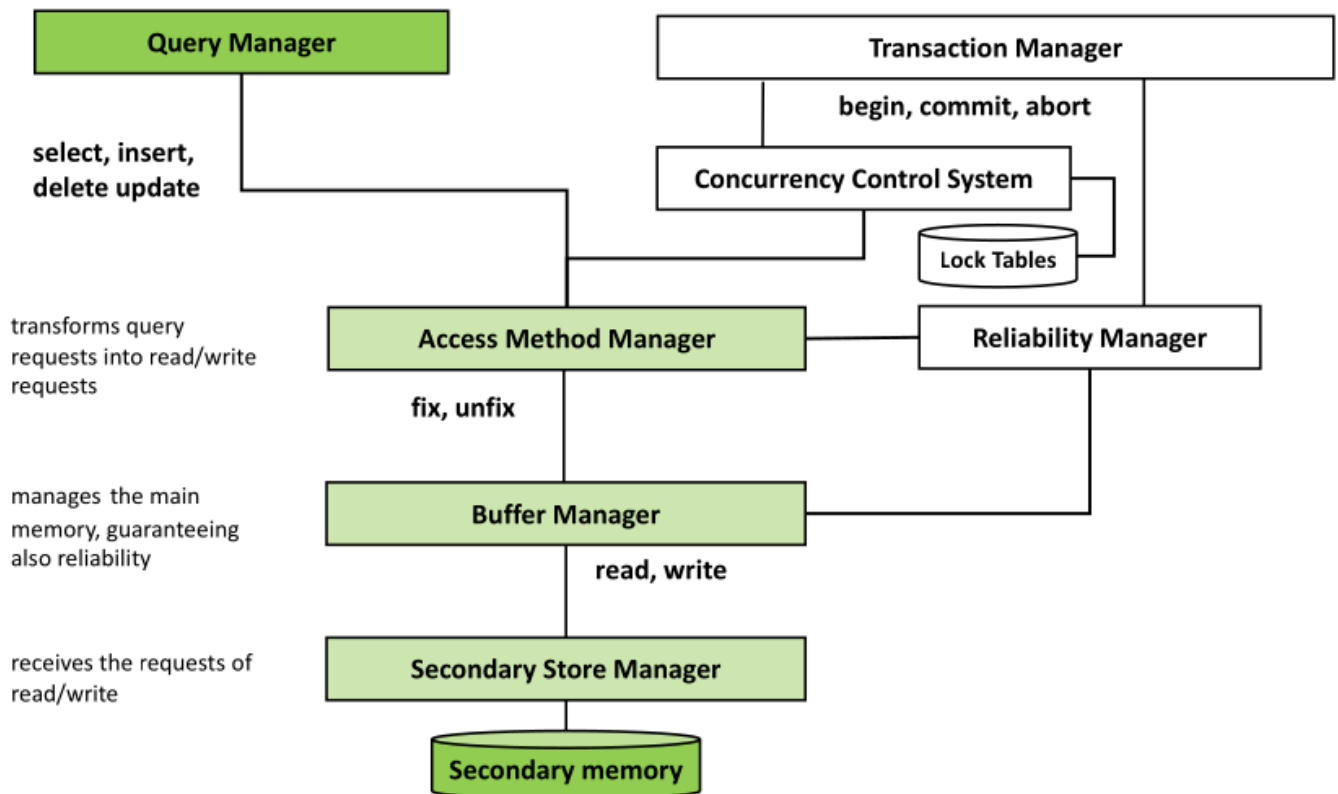 Query Manager
Transaction Manager
begin, commit, abort
select, insert,
delete update
Concurrency Control System
Lock Tables
transforms query
requests into read/write
requests
Access Method Manager
Reliability Manager
fix, unfix
manages the main
memory, guaranteeing
also reliability
Buffer Manager
read, write
receives the requests of
read/write
Secondary Store Manager
Secondary memory